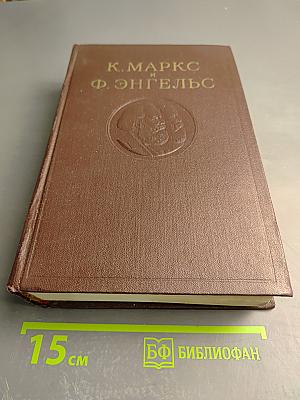 К. МАРКС
и
Ф. ЭНГЕЛЬС
15 см
БФ БИБЛИОФАН